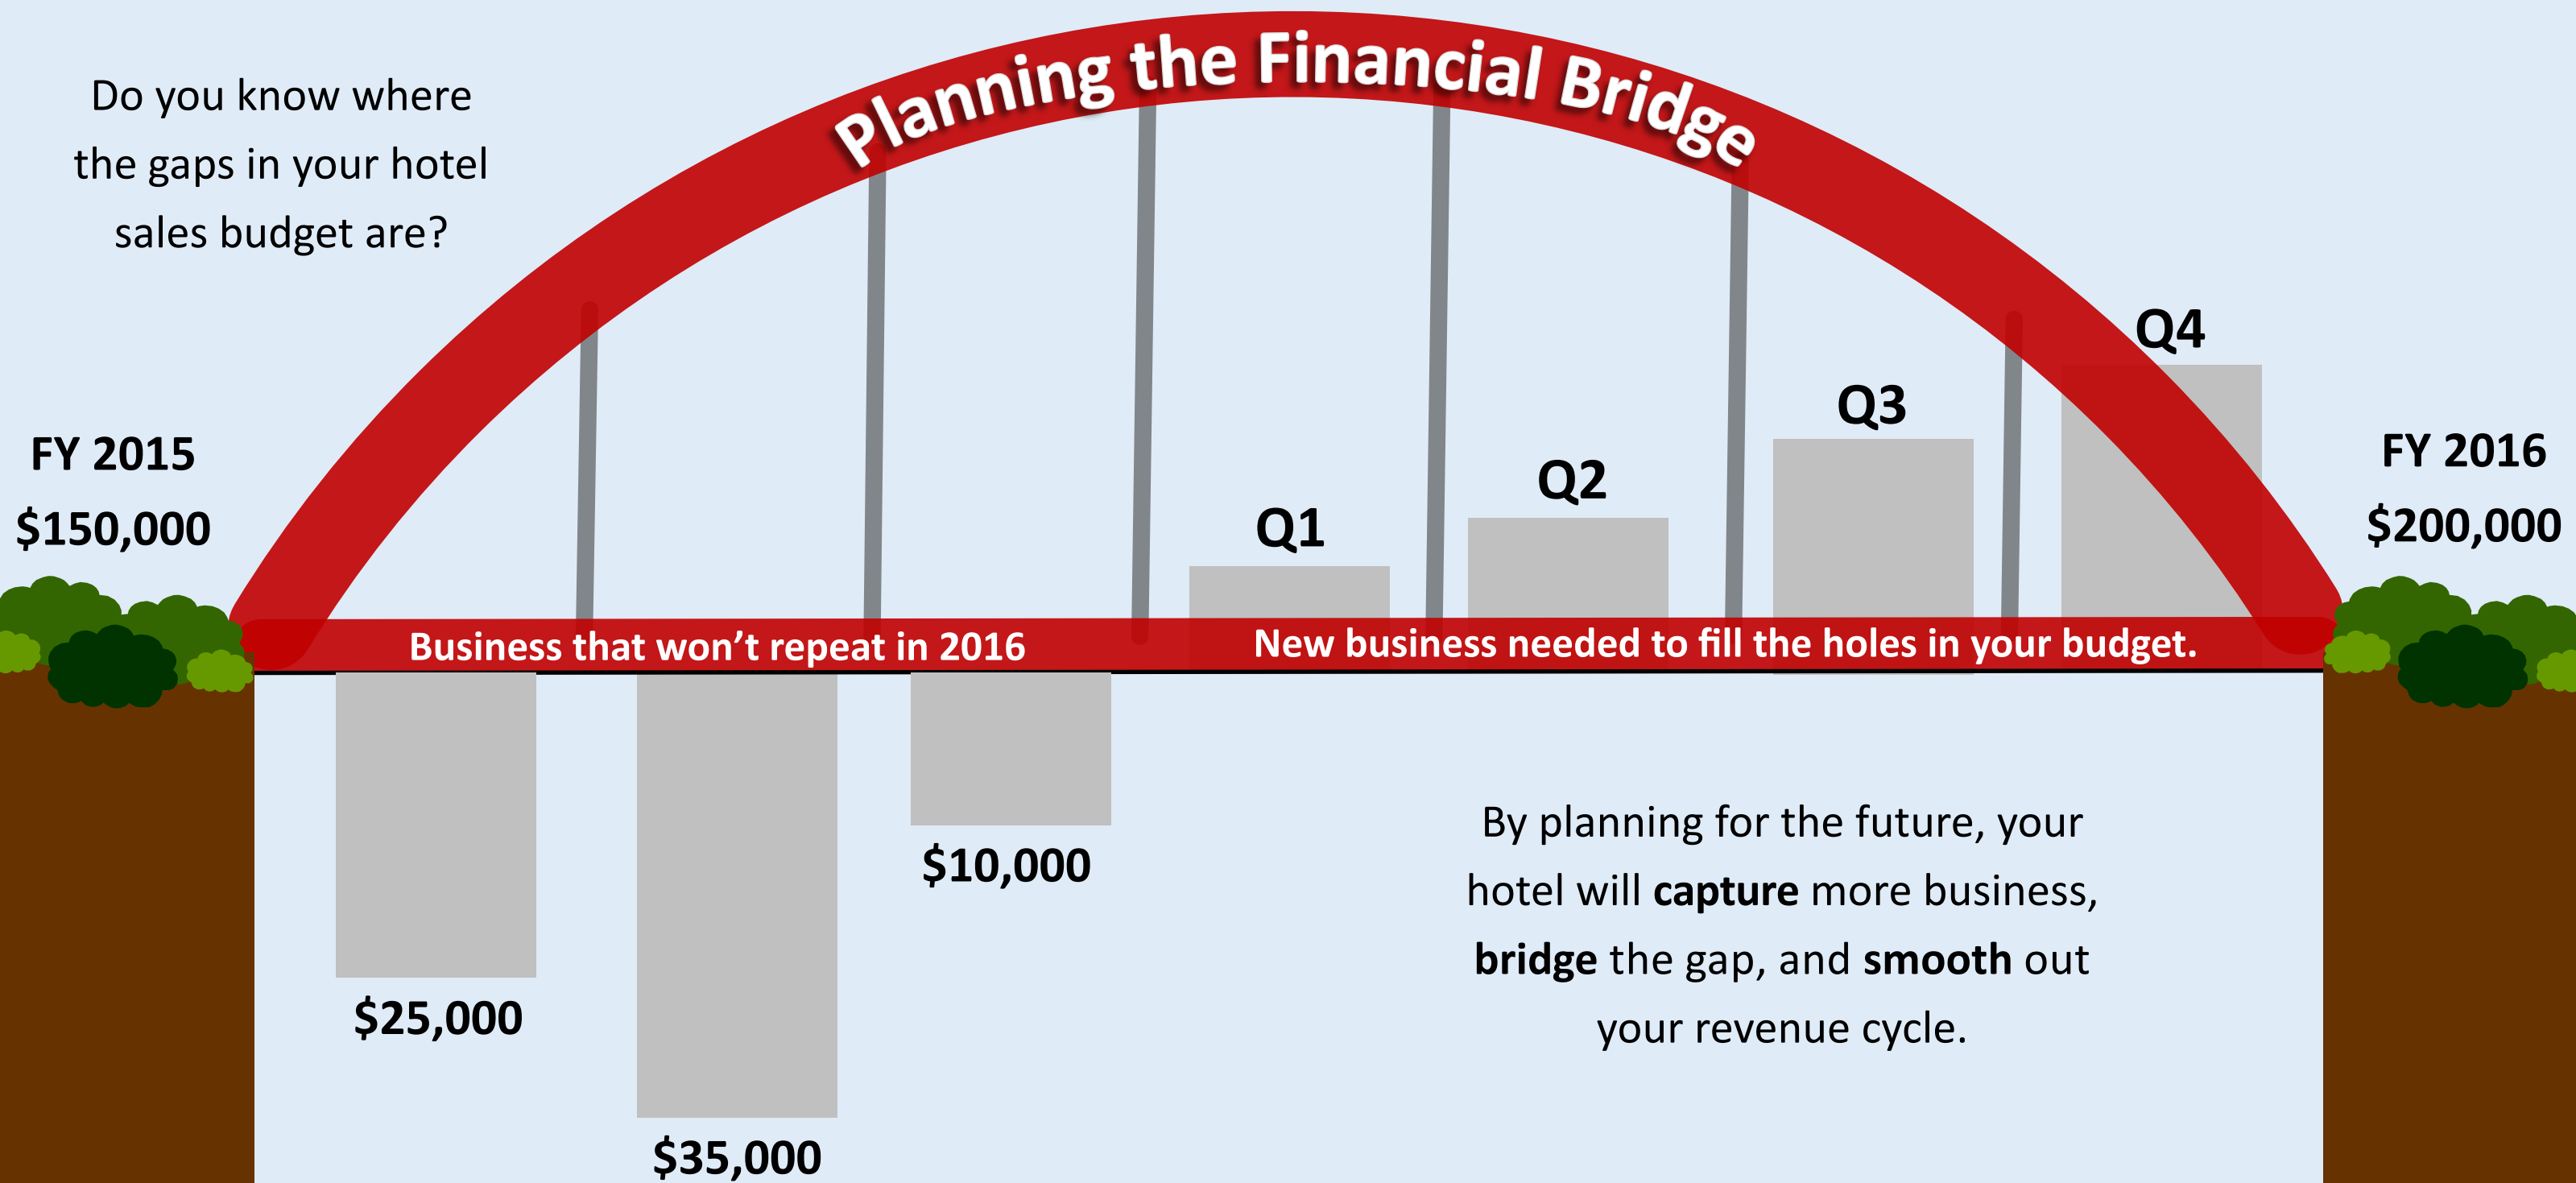 Planning the Financial Bridge
Do you know where
the gaps in your hotel
sales budget are?
FY 2015
$150,000
Q1
Q2
Q3
Q4
FY 2016
$200,000
Business that won’t repeat in 2016
New business needed to fill the holes in your budget.
$25,000
$35,000
$10,000
By planning for the future, your
hotel will capture more business,
bridge the gap, and smooth out
your revenue cycle.